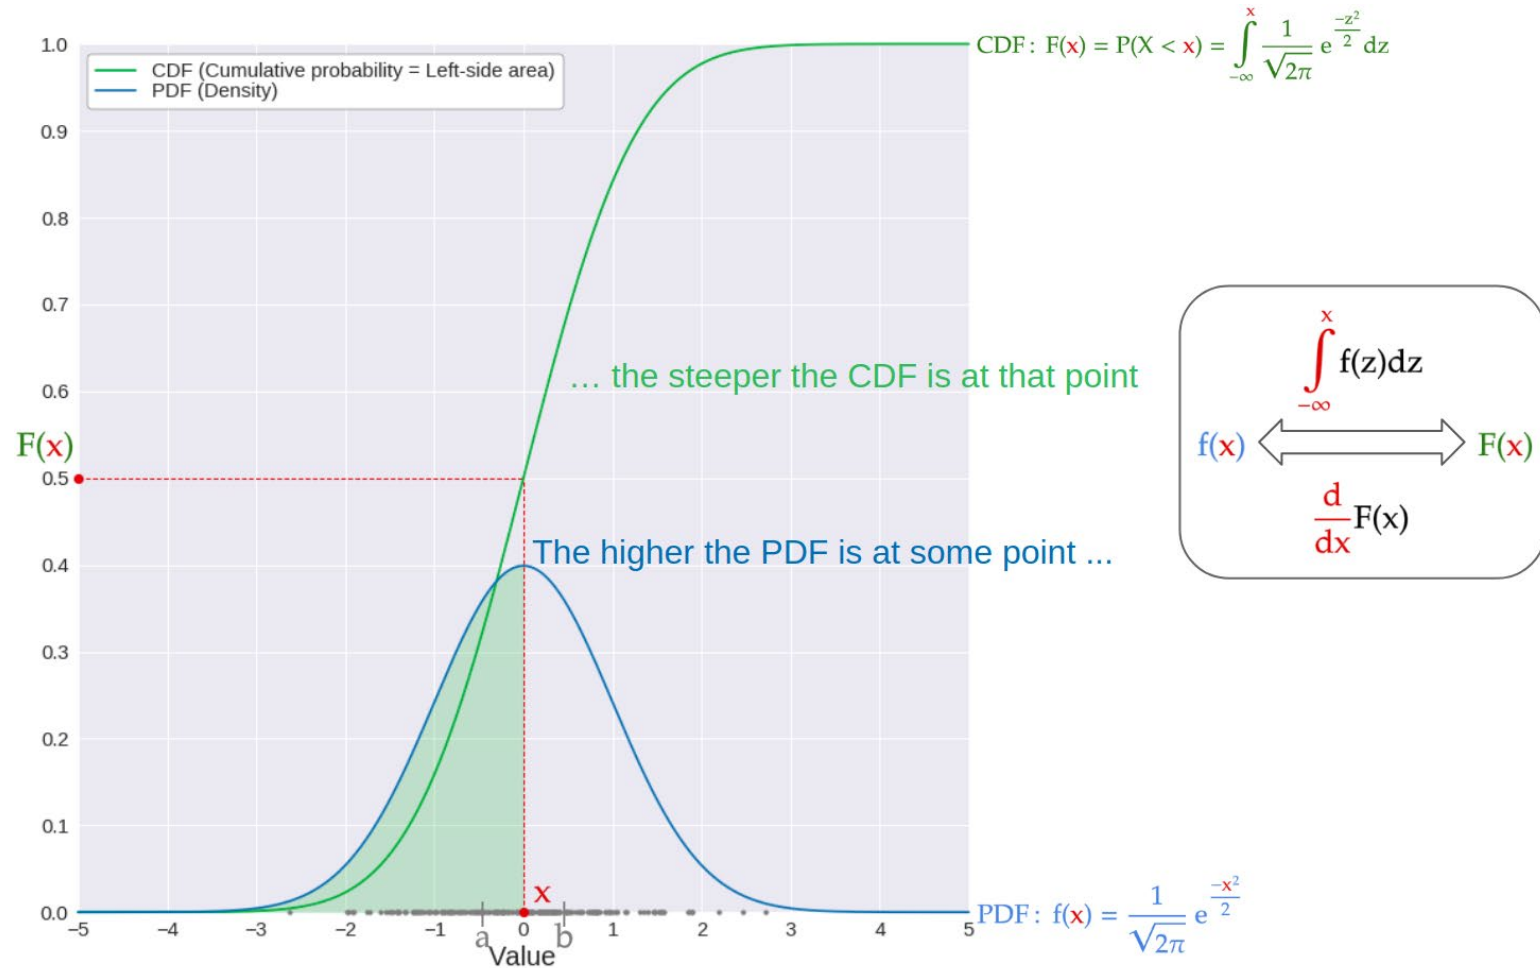 CDF: F(x) = P(X < x) = ∫_{−∞}^{x} 1/√2π e^{−z²/2} dz
CDF (Cumulative probability = Left-side area)
PDF (Density)
1.0
0.9
0.8
0.7
0.6
0.5
0.4
0.3
0.2
0.1
0.0
F(x)
... the steeper the CDF is at that point
The higher the PDF is at some point ...
x
∫_{−∞}^{x} f(z)dz
f(x) F(x)
d/dx F(x)
−5 −4 −3 −2 −1 0 1 2 3 4 5
a b
Value
PDF: f(x) = 1/√2π e^{−x²/2}